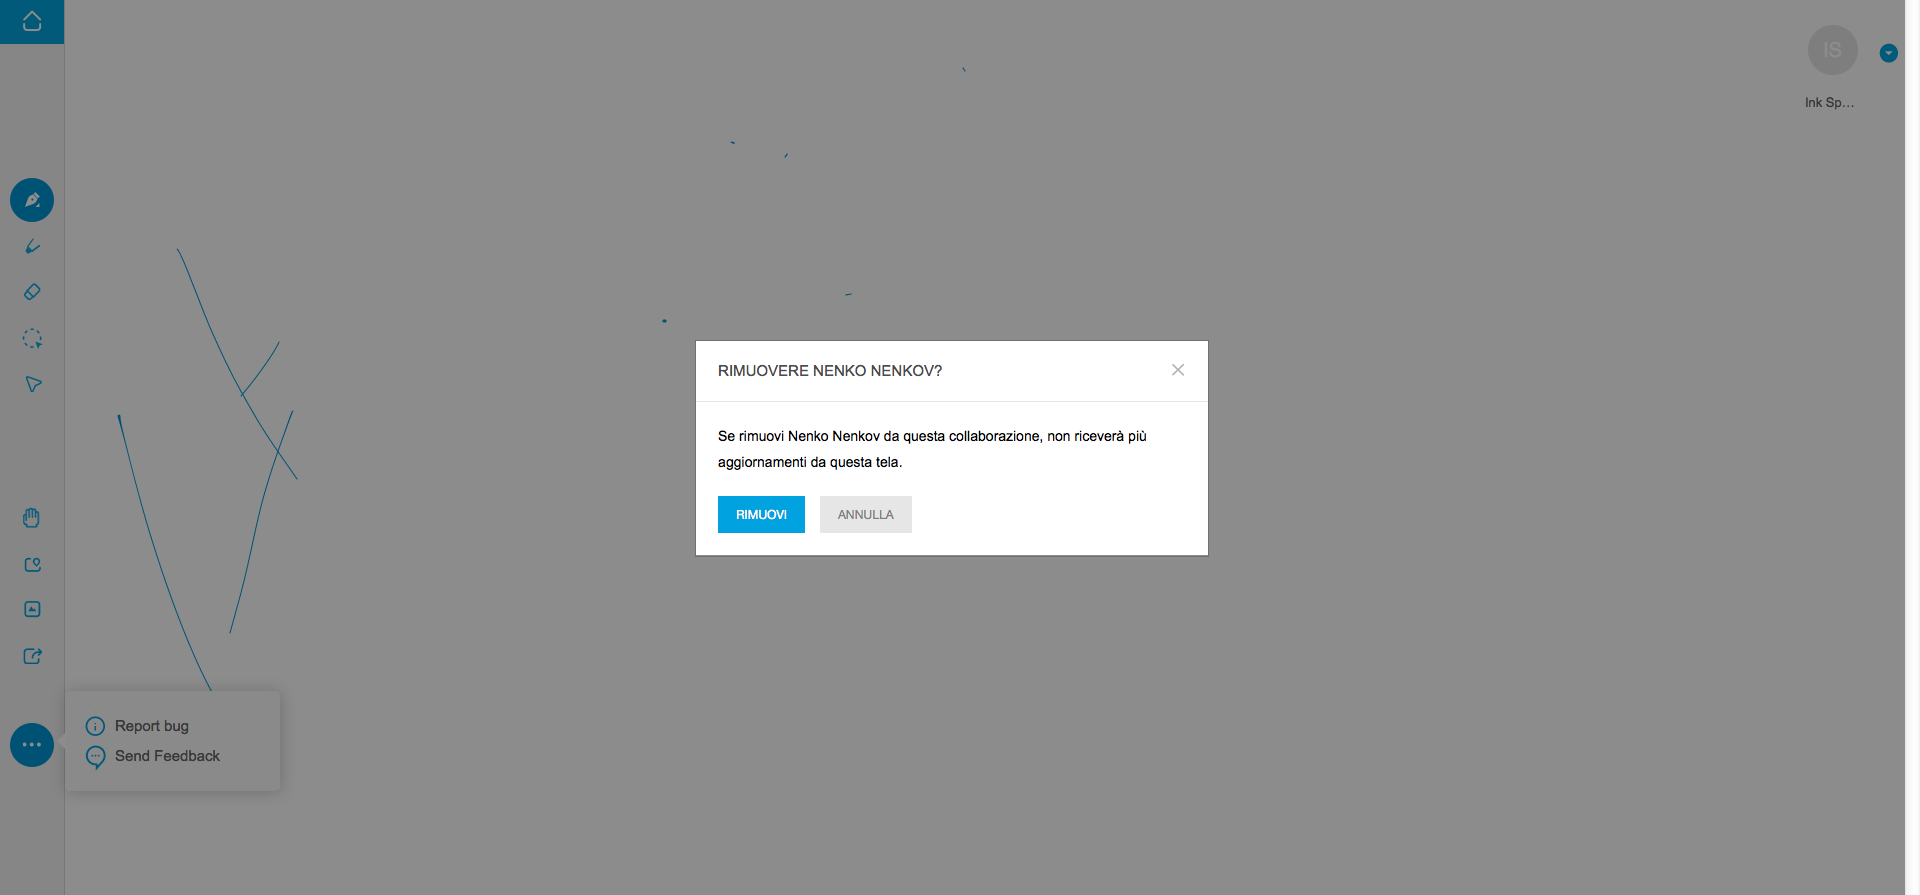 IS
Ink Sp...
RIMUOVERE NENKO NENKOV?
Se rimuovi Nenko Nenkov da questa collaborazione, non riceverà più
aggiornamenti da questa tela.
RIMUOVI
ANNULLA
Report bug
Send Feedback